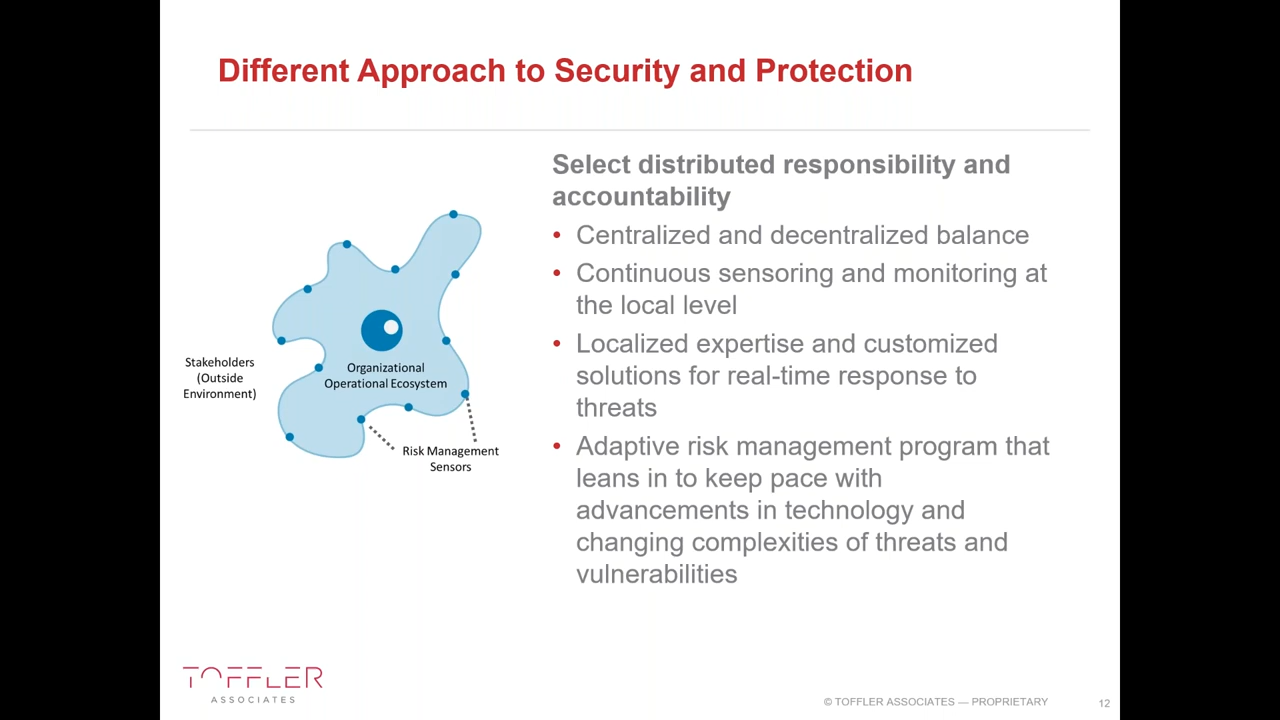 Different Approach to Security and Protection
Select distributed responsibility and
accountability
• Centralized and decentralized balance
• Continuous sensoring and monitoring at
the local level
• Localized expertise and customized
solutions for real-time response to
threats
• Adaptive risk management program that
leans in to keep pace with
advancements in technology and
changing complexities of threats and
vulnerabilities
Stakeholders
(Outside
Environment)
Organizational
Operational Ecosystem
Risk Management
Sensors
TOFFLER
ASSOCIATES
© TOFFLER ASSOCIATES — PROPRIETARY
12